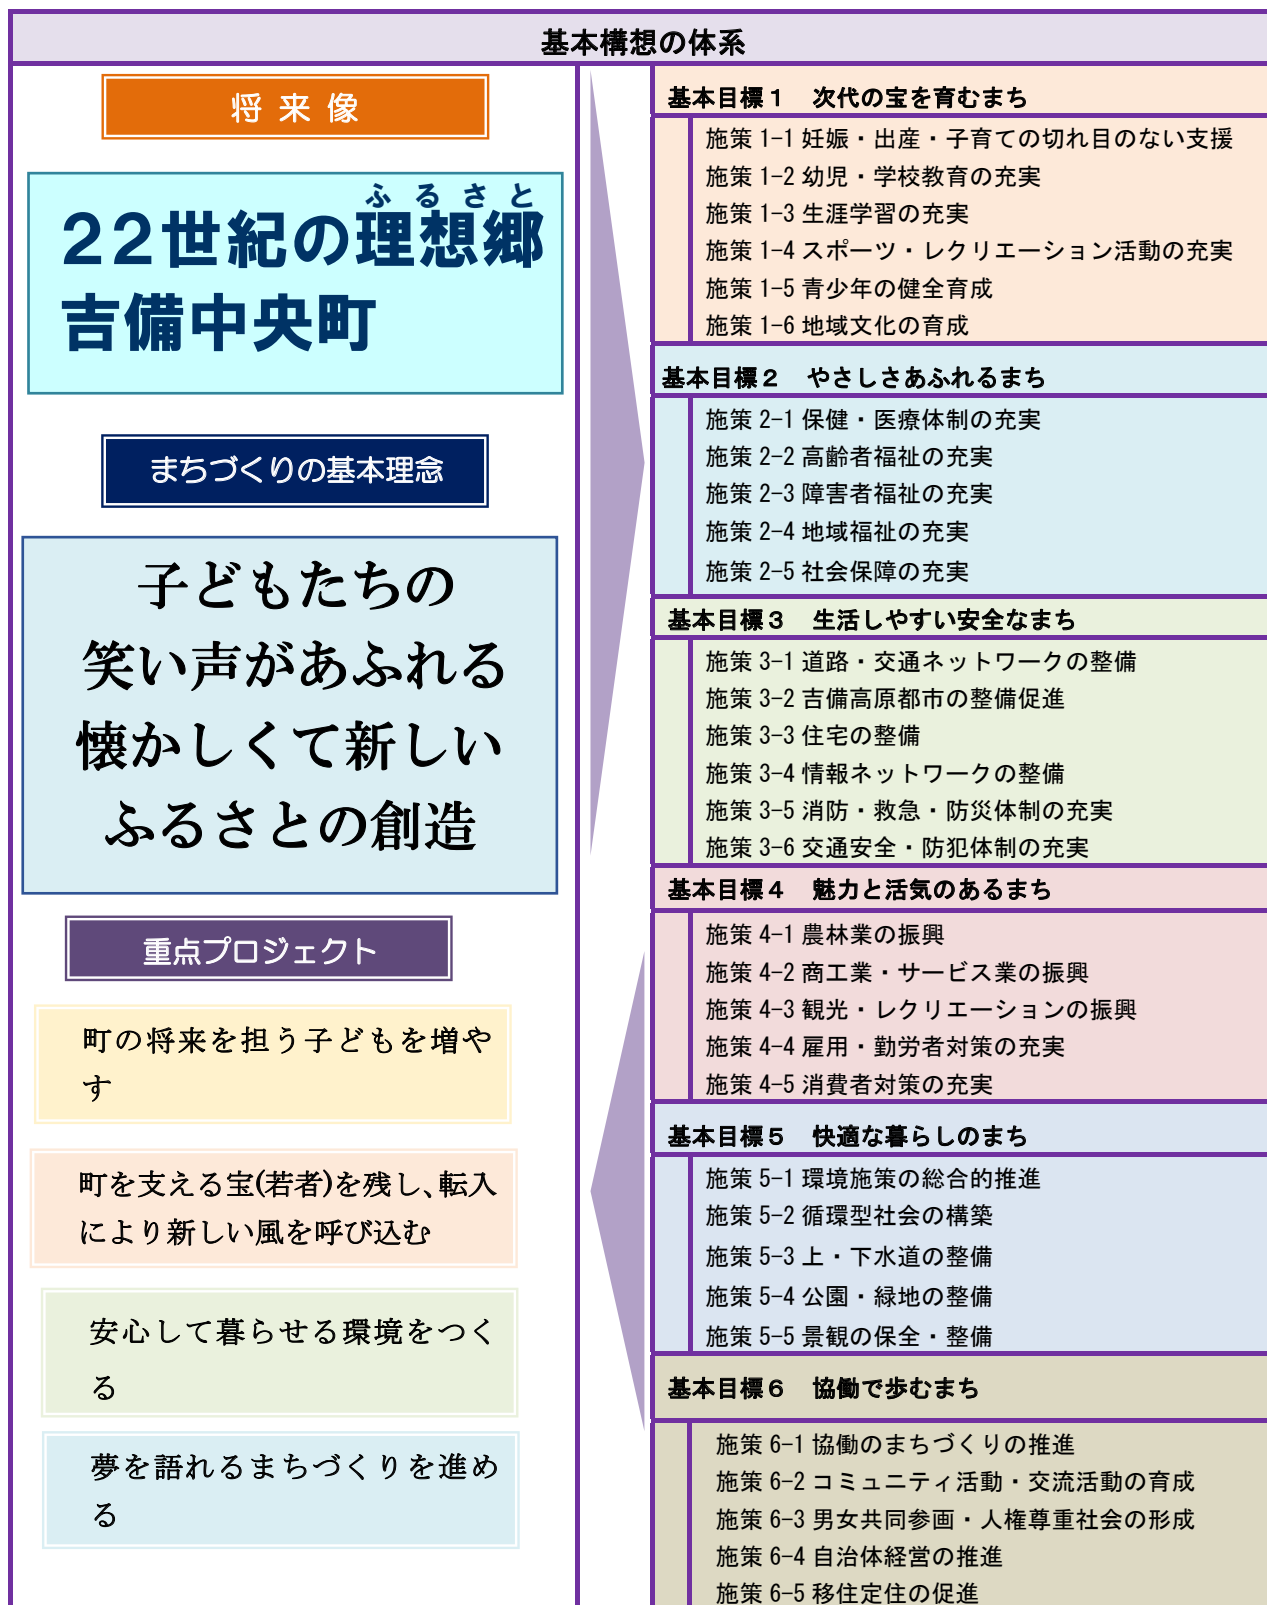 基本構想の体系
将来像
ふるさと
22世紀の理想郷
吉備中央町
まちづくりの基本理念
子どもたちの
笑い声があふれる
懐かしくて新しい
ふるさとの創造
重点プロジェクト
町の将来を担う子どもを増や
す
町を支える宝(若者)を残し、転入
により新しい風を呼び込む
安心して暮らせる環境をつく
る
夢を語れるまちづくりを進め
る
基本目標1　次代の宝を育むまち
施策 1-1 妊娠・出産・子育ての切れ目のない支援
施策 1-2 幼児・学校教育の充実
施策 1-3 生涯学習の充実
施策 1-4 スポーツ・レクリエーション活動の充実
施策 1-5 青少年の健全育成
施策 1-6 地域文化の育成
基本目標2　やさしさあふれるまち
施策 2-1 保健・医療体制の充実
施策 2-2 高齢者福祉の充実
施策 2-3 障害者福祉の充実
施策 2-4 地域福祉の充実
施策 2-5 社会保障の充実
基本目標3　生活しやすい安全なまち
施策 3-1 道路・交通ネットワークの整備
施策 3-2 吉備高原都市の整備促進
施策 3-3 住宅の整備
施策 3-4 情報ネットワークの整備
施策 3-5 消防・救急・防災体制の充実
施策 3-6 交通安全・防犯体制の充実
基本目標4　魅力と活気のあるまち
施策 4-1 農林業の振興
施策 4-2 商工業・サービス業の振興
施策 4-3 観光・レクリエーションの振興
施策 4-4 雇用・勤労者対策の充実
施策 4-5 消費者対策の充実
基本目標5　快適な暮らしのまち
施策 5-1 環境施策の総合的推進
施策 5-2 循環型社会の構築
施策 5-3 上・下水道の整備
施策 5-4 公園・緑地の整備
施策 5-5 景観の保全・整備
基本目標6　協働で歩むまち
施策 6-1 協働のまちづくりの推進
施策 6-2 コミュニティ活動・交流活動の育成
施策 6-3 男女共同参画・人権尊重社会の形成
施策 6-4 自治体経営の推進
施策 6-5 移住定住の促進